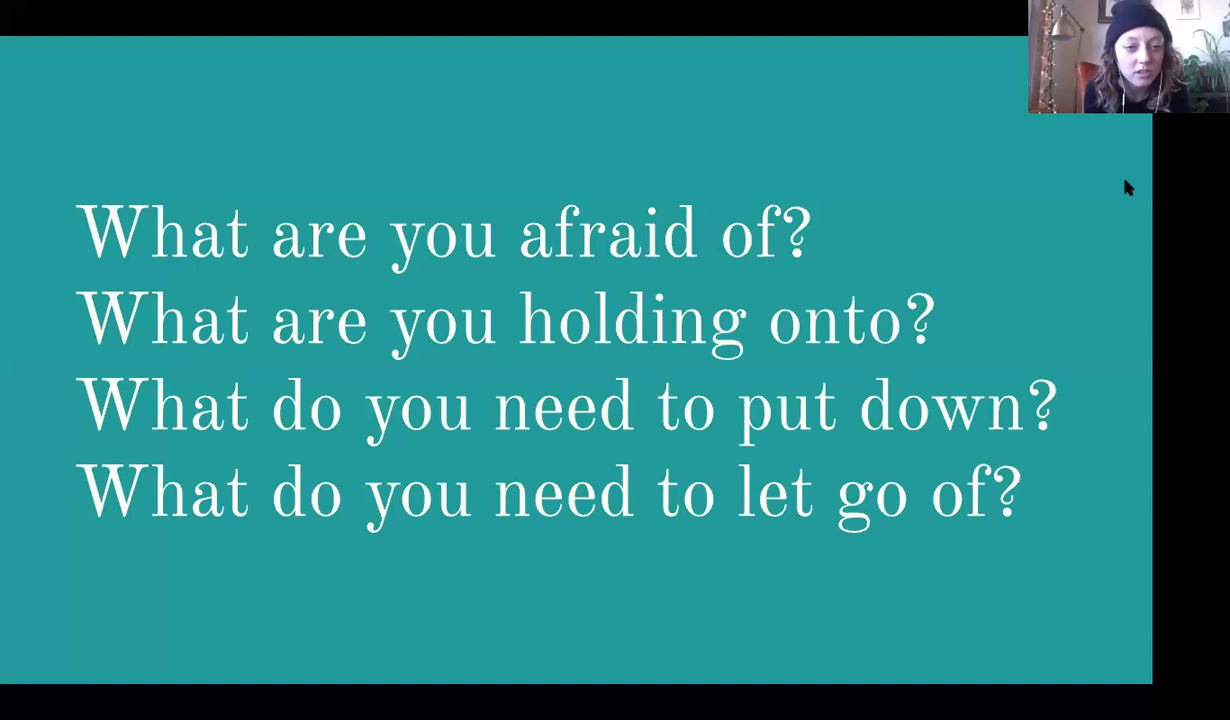 What are you afraid of?
What are you holding onto?
What do you need to put down?
What do you need to let go of?